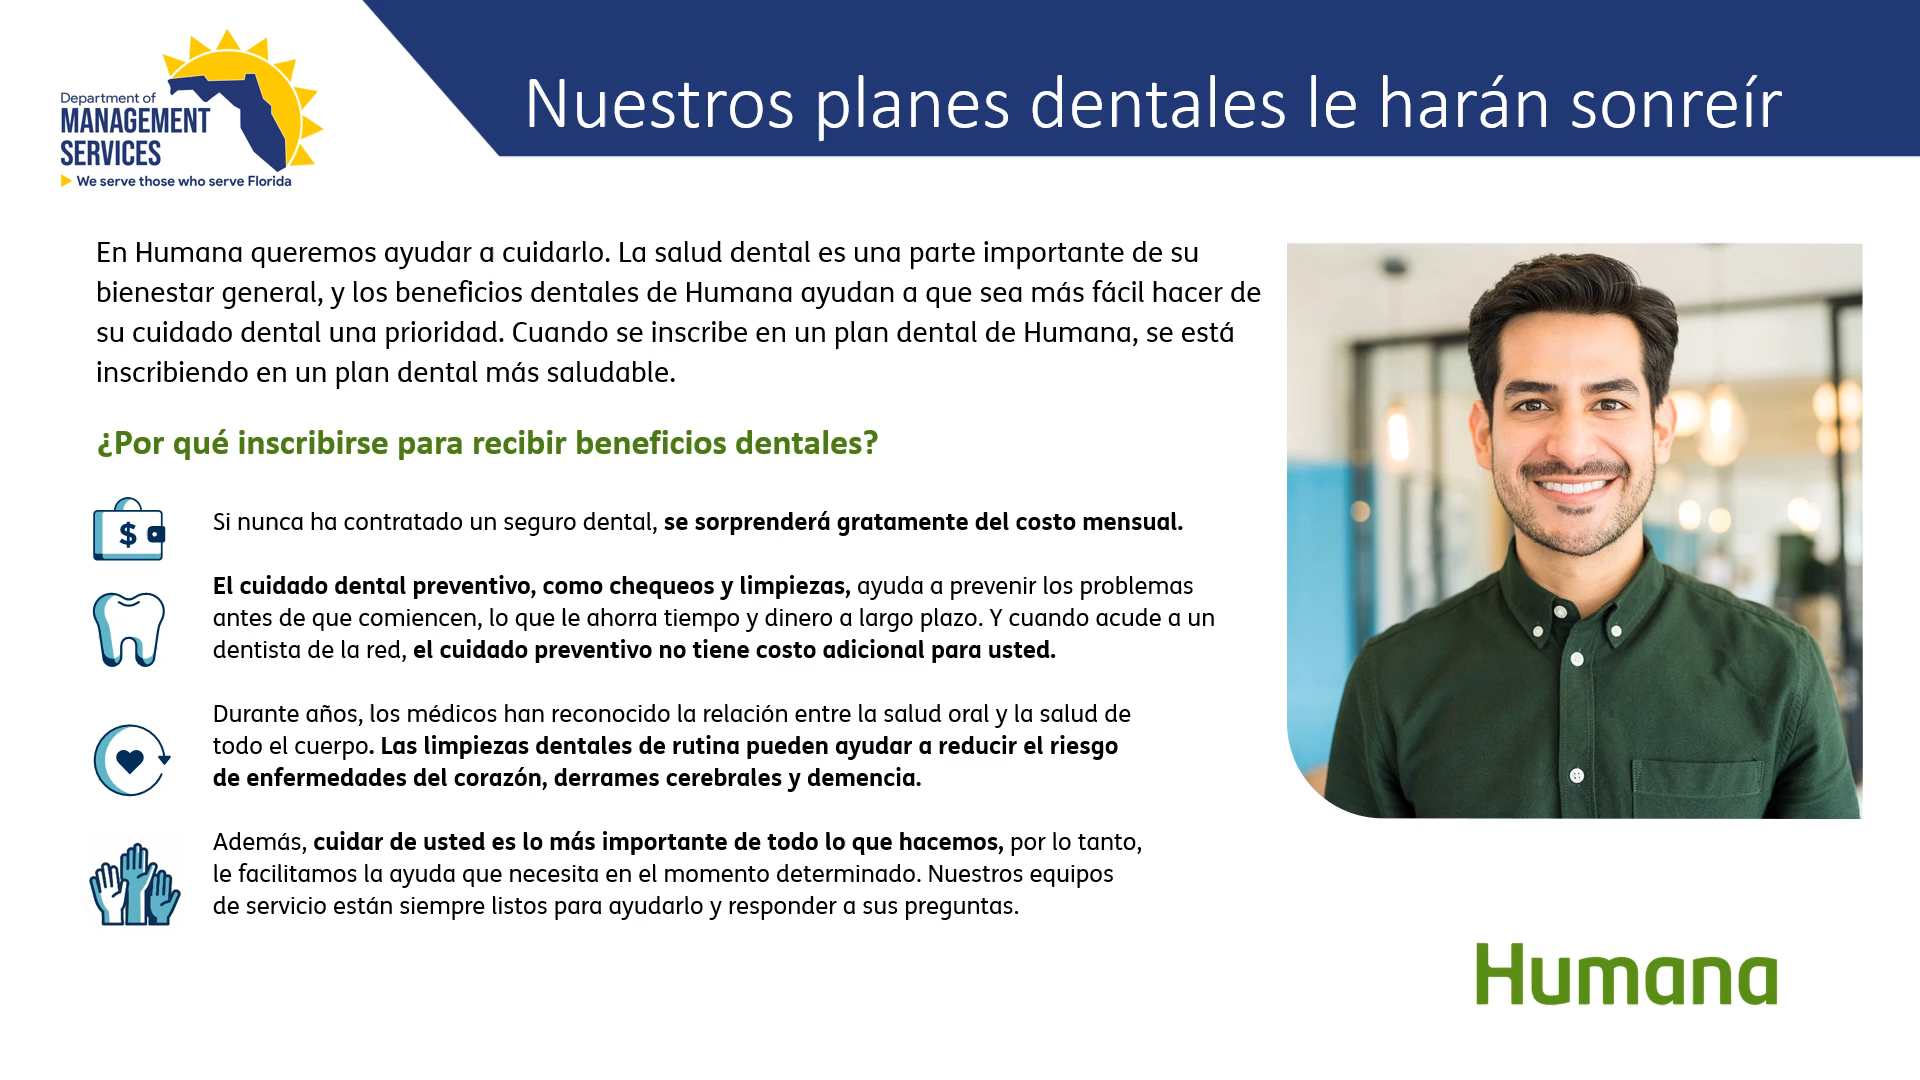 Department of
MANAGEMENT
SERVICES
We serve those who serve Florida
Nuestros planes dentales le harán sonreír
En Humana queremos ayudar a cuidarlo. La salud dental es una parte importante de su
bienestar general, y los beneficios dentales de Humana ayudan a que sea más fácil hacer de
su cuidado dental una prioridad. Cuando se inscribe en un plan dental de Humana, se está
inscribiendo en un plan dental más saludable.
¿Por qué inscribirse para recibir beneficios dentales?
$
Si nunca ha contratado un seguro dental, se sorprenderá gratamente del costo mensual.
El cuidado dental preventivo, como chequeos y limpiezas, ayuda a prevenir los problemas
antes de que comiencen, lo que le ahorra tiempo y dinero a largo plazo. Y cuando acude a un
dentista de la red, el cuidado preventivo no tiene costo adicional para usted.
Durante años, los médicos han reconocido la relación entre la salud oral y la salud de
todo el cuerpo. Las limpiezas dentales de rutina pueden ayudar a reducir el riesgo
de enfermedades del corazón, derrames cerebrales y demencia.
Además, cuidar de usted es lo más importante de todo lo que hacemos, por lo tanto,
le facilitamos la ayuda que necesita en el momento determinado. Nuestros equipos
de servicio están siempre listos para ayudarlo y responder a sus preguntas.
Humana